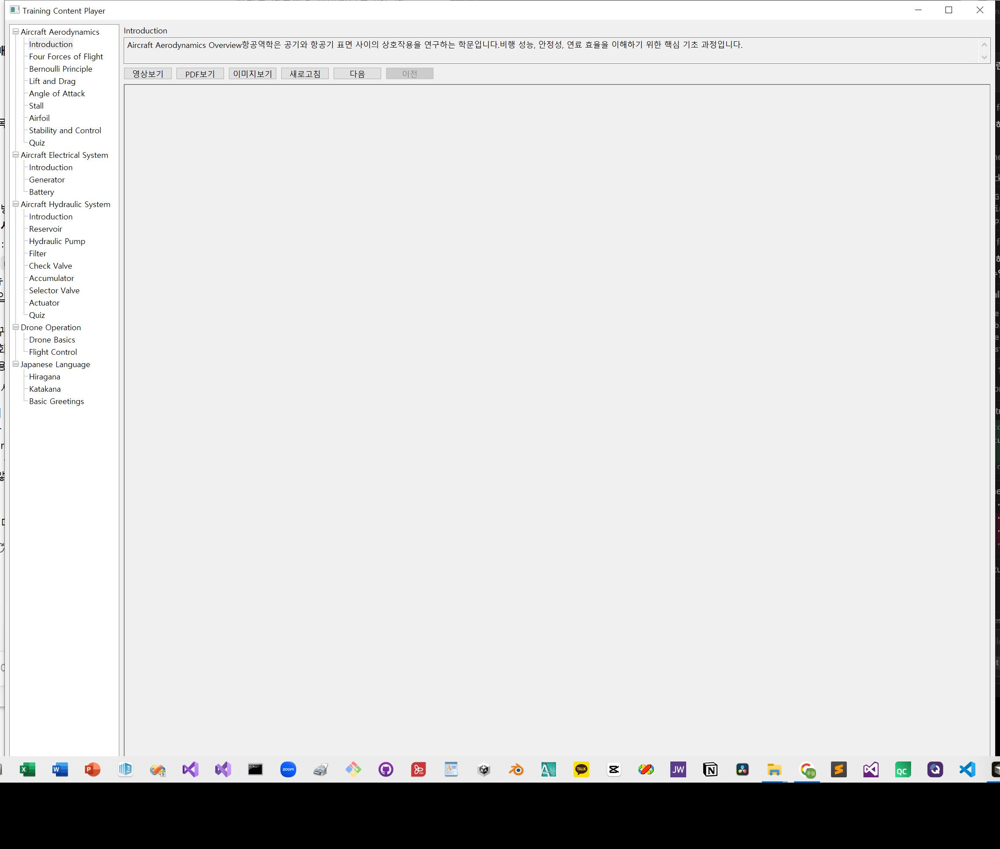 Training Content Player
Aircraft Aerodynamics
Introduction
Four Forces of Flight
Bernoulli Principle
Lift and Drag
Angle of Attack
Stall
Airfoil
Stability and Control
Quiz
Aircraft Electrical System
Introduction
Generator
Battery
Aircraft Hydraulic System
Introduction
Reservoir
Hydraulic Pump
Filter
Check Valve
Accumulator
Selector Valve
Actuator
Quiz
Drone Operation
Drone Basics
Flight Control
Japanese Language
Hiragana
Katakana
Basic Greetings
Introduction
Aircraft Aerodynamics Overview항공역학은 공기와 항공기 표면 사이의 상호작용을 연구하는 학문입니다.비행 성능, 안정성, 연료 효율을 이해하기 위한 핵심 기초 과정입니다.
영상보기 PDF보기 이미지보기 새로고침 다음 이전
zoom
TALK
JW
QC